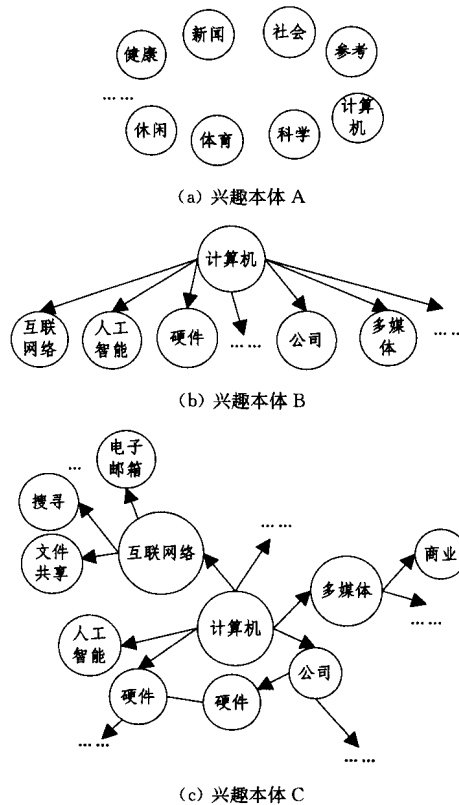 新闻
社会
健康
参考
……
计算
机
休闲
体育
科学
（a）兴趣本体 A
计算机
互联
网络
人工
智能
硬件
……
公司
多媒
体
……
（b）兴趣本体 B
电子
邮箱
…
搜寻
……
文件
共享
互联网络
商业
多媒体
人工
智能
计算机
……
公司
硬件
硬件
……
……
（c）兴趣本体 C